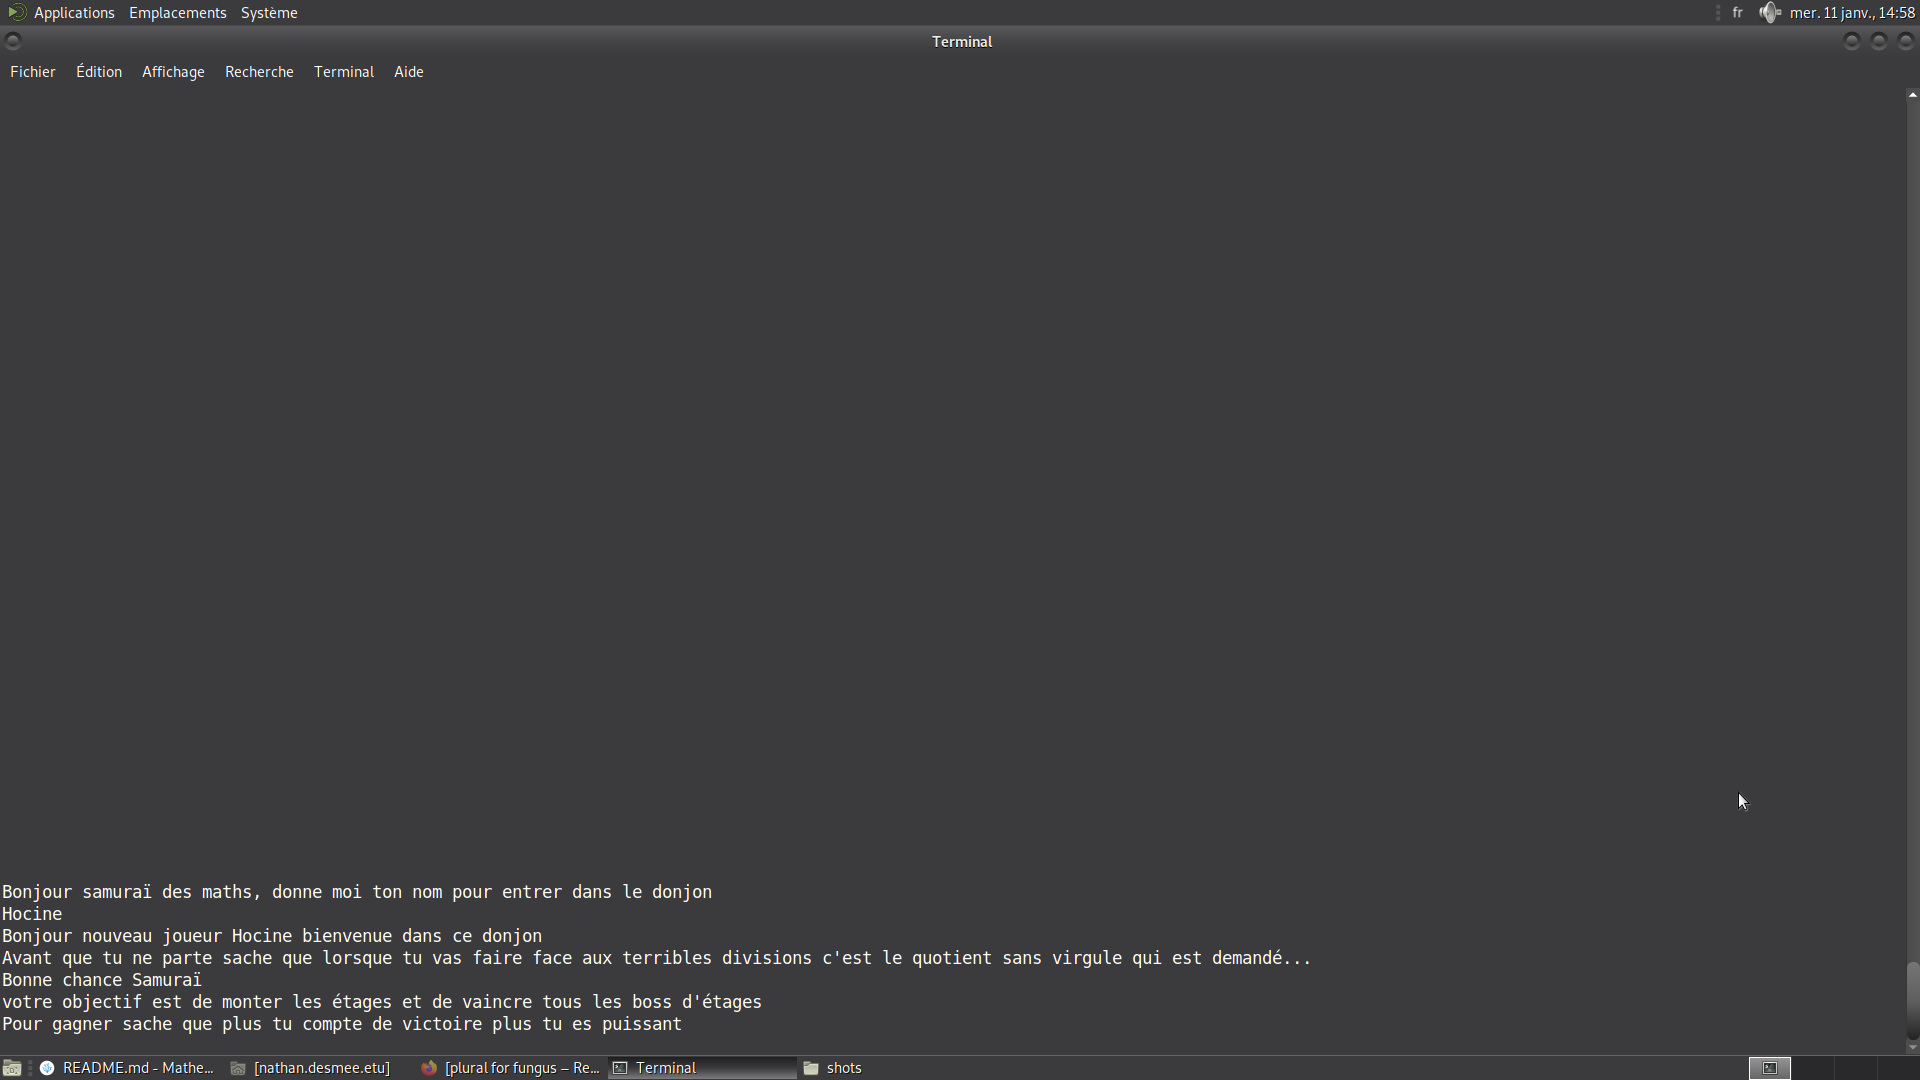 Applications Emplacements Système fr mer. 11 janv., 14:58
Terminal
Fichier Édition Affichage Recherche Terminal Aide
Bonjour samuraï des maths, donne moi ton nom pour entrer dans le donjon
Hocine
Bonjour nouveau joueur Hocine bienvenue dans ce donjon
Avant que tu ne parte sache que lorsque tu vas faire face aux terribles divisions c'est le quotient sans virgule qui est demandé...
Bonne chance Samuraï
votre objectif est de monter les étages et de vaincre tous les boss d'étages
Pour gagner sache que plus tu compte de victoire plus tu es puissant
README.md - Mathe... [nathan.desmee.etu] [plural for fungus – Re... Terminal shots